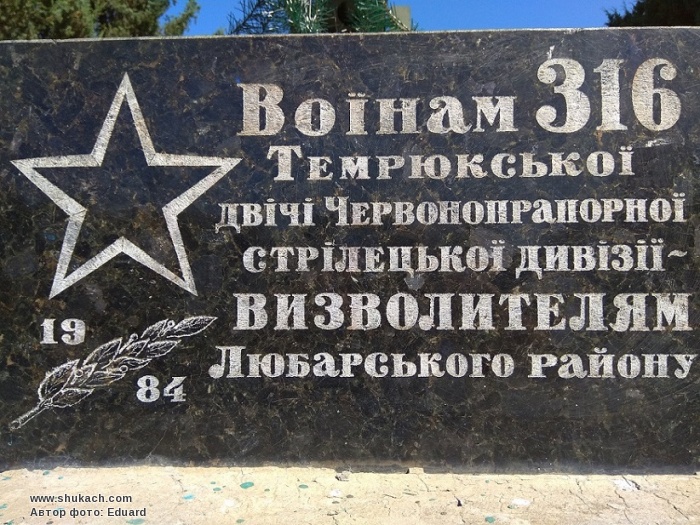 Воїнам 316
Темрюкської
двічі Червонопрапорної
стрілецької дивізії~
визволителям
Любарського району
19
84
www.shukach.com
Автор фото: Eduard